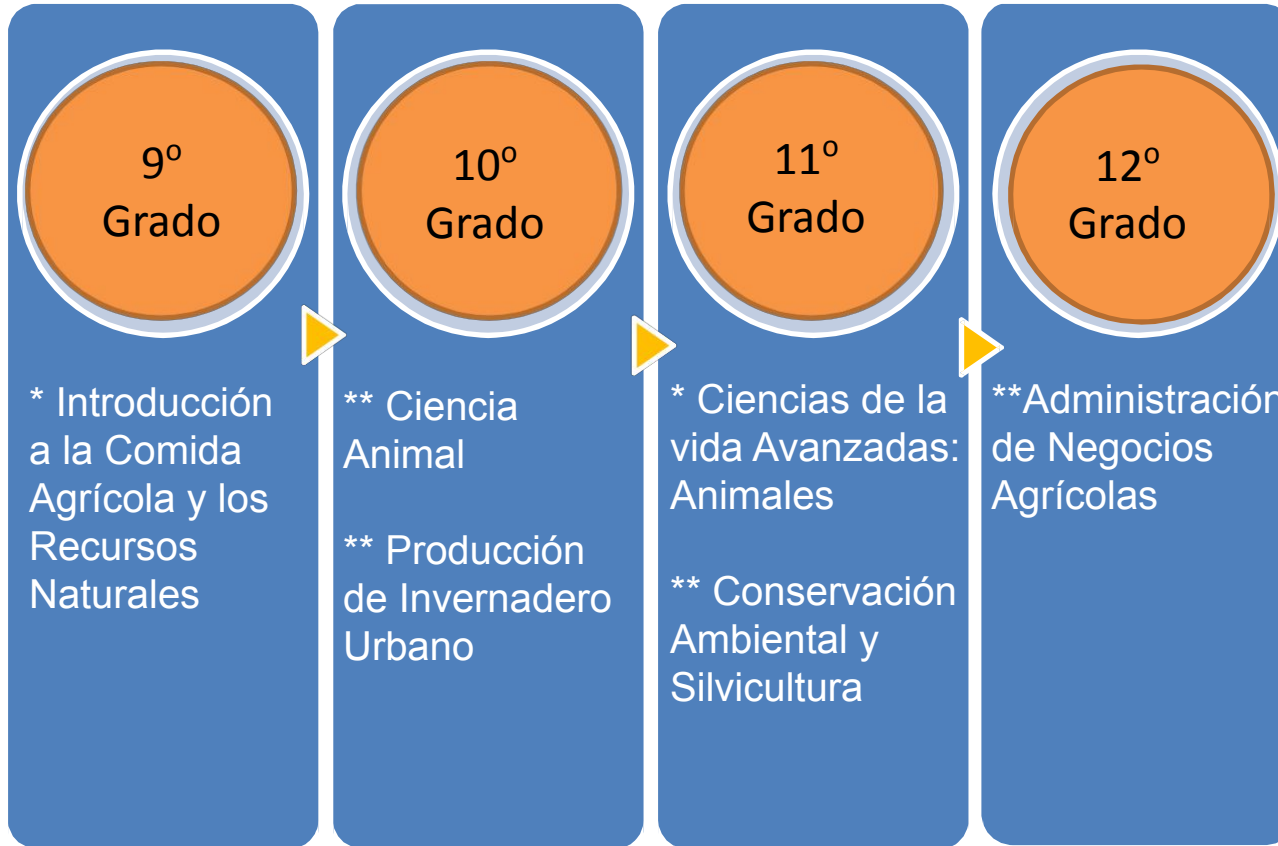 9º
Grado
* Introducción
a la Comida
Agrícola y los
Recursos
Naturales
10º
Grado
** Ciencia
Animal
** Producción
de Invernadero
Urbano
11º
Grado
* Ciencias de la
vida Avanzadas:
Animales
** Conservación
Ambiental y
Silvicultura
12º
Grado
**Administración
de Negocios
Agrícolas